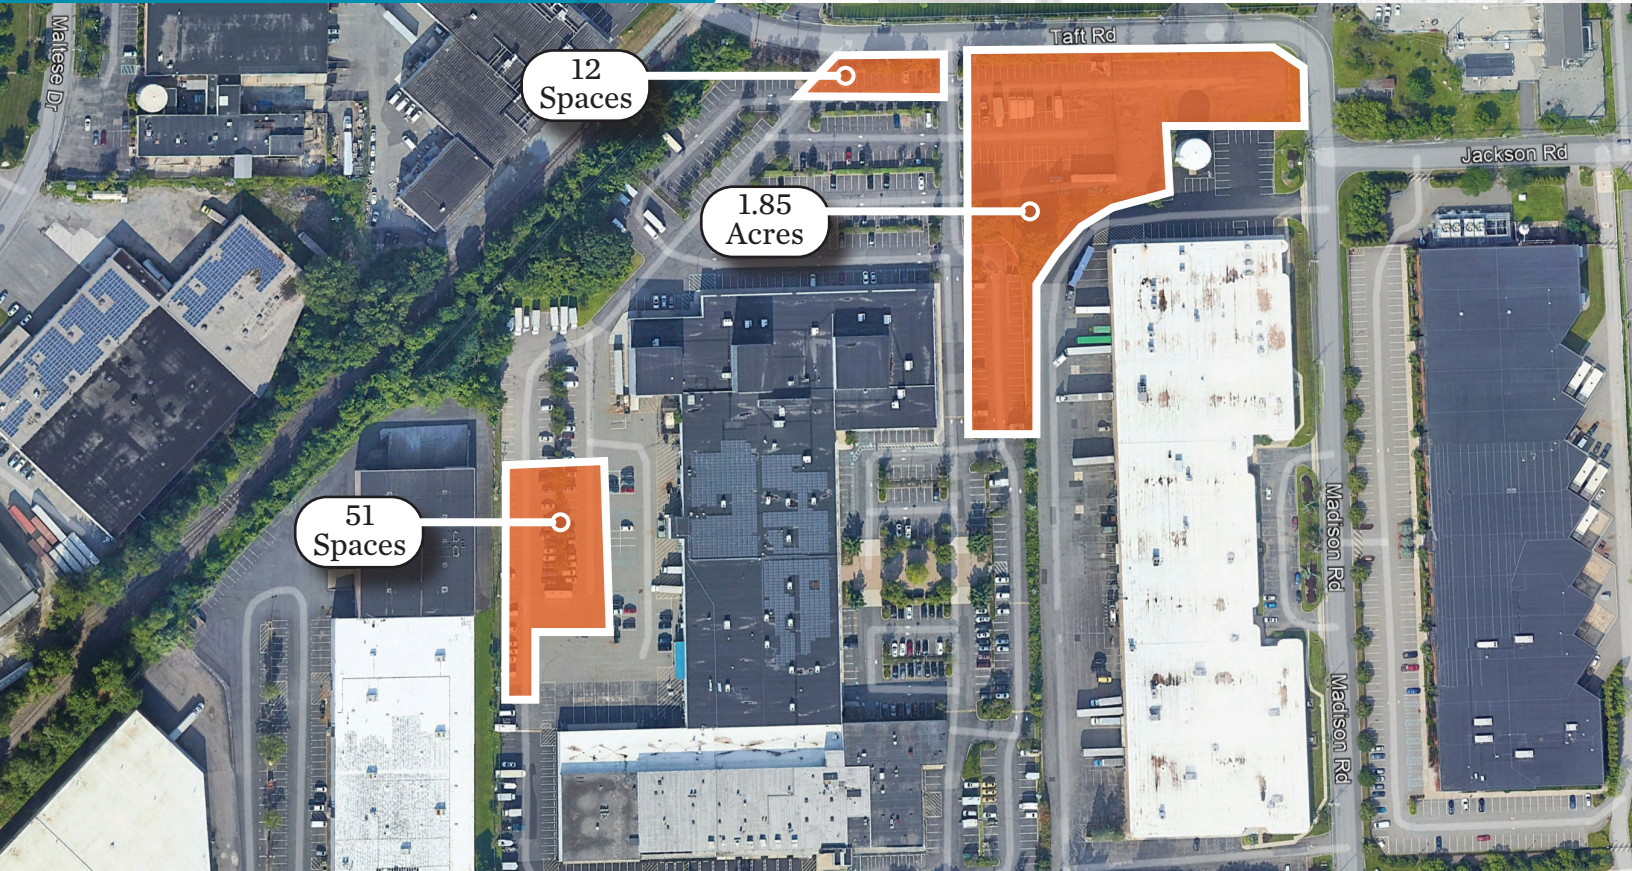 Maltese Dr
Taft Rd
12
Spaces
Jackson Rd
1.85
Acres
51
Spaces
Madison Rd
Madison Rd